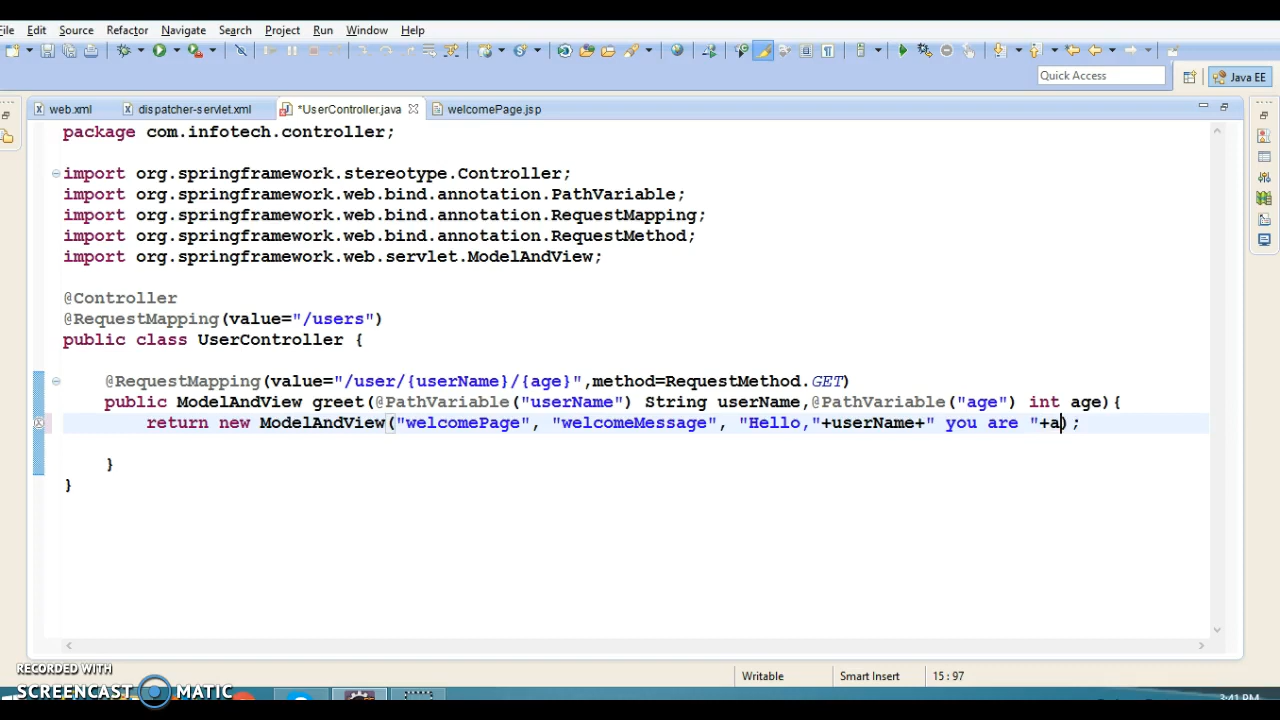 File Edit Source Refactor Navigate Search Project Run Window Help
Quick Access
Java EE
web.xml dispatcher-servlet.xml *UserController.java welcomePage.jsp
package com.infotech.controller;
import org.springframework.stereotype.Controller;
import org.springframework.web.bind.annotation.PathVariable;
import org.springframework.web.bind.annotation.RequestMapping;
import org.springframework.web.bind.annotation.RequestMethod;
import org.springframework.web.servlet.ModelAndView;
@Controller
@RequestMapping(value="/users")
public class UserController {
@RequestMapping(value="/user/{userName}/{age}",method=RequestMethod.GET)
public ModelAndView greet(@PathVariable("userName") String userName,@PathVariable("age") int age){
return new ModelAndView("welcomePage", "welcomeMessage", "Hello,"+userName+" you are "+a);
}
}
Writable Smart Insert 15 : 97
RECORDED WITH
SCREENCAST MATIC
3:41 PM